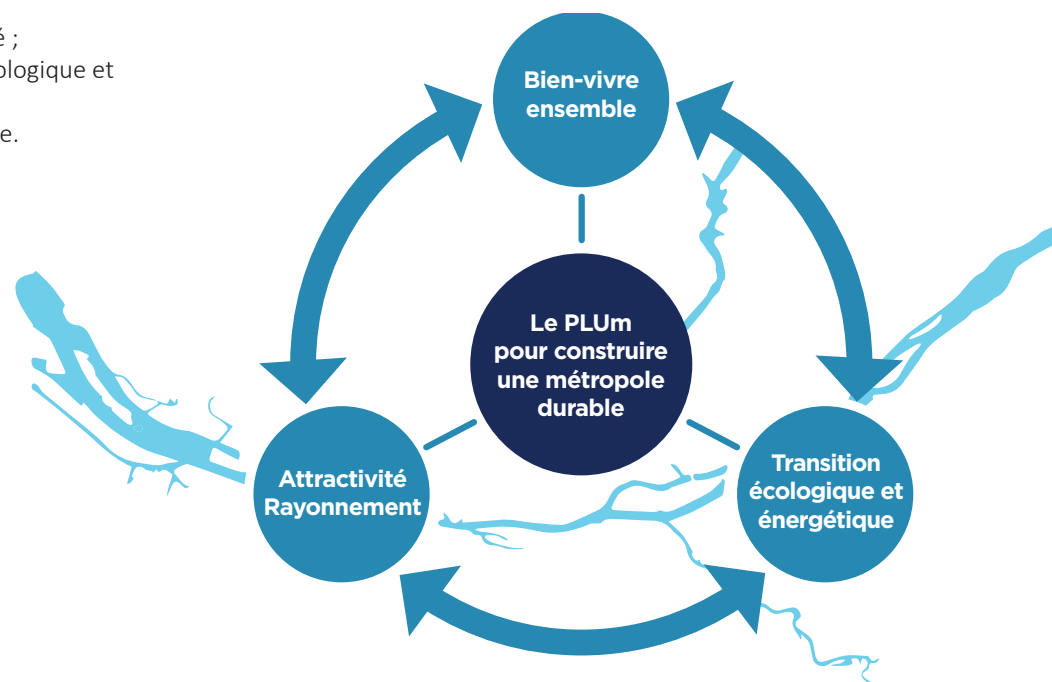 é ;
ologique et
e.
Bien-vivre
ensemble
Le PLUm
pour construire
une métropole
durable
Attractivité
Rayonnement
Transition
écologique et
énergétique